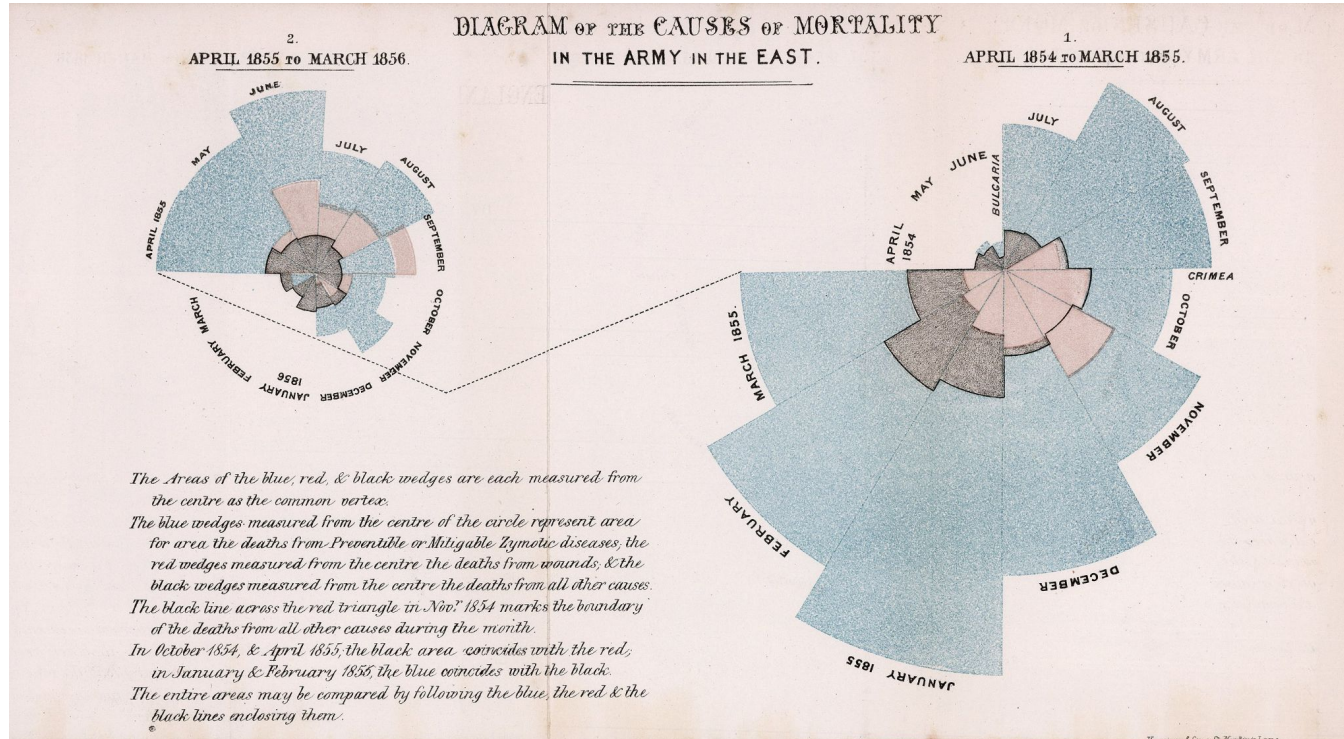 DIAGRAM OF THE CAUSES OF MORTALITY
IN THE ARMY IN THE EAST.
2.
APRIL 1855 TO MARCH 1856.
1.
APRIL 1854 TO MARCH 1855.
APRIL 1855
MAY
JUNE
JULY
AUGUST
SEPTEMBER
OCTOBER
NOVEMBER
DECEMBER
JANUARY
1856
FEBRUARY
MARCH
APRIL
1854
MAY
JUNE
BULGARIA
JULY
AUGUST
SEPTEMBER
CRIMEA
OCTOBER
NOVEMBER
DECEMBER
JANUARY 1855
FEBRUARY
MARCH 1855.
The Areas of the blue, red, & black wedges are each measured from
the centre as the common vertex.
The blue wedges measured from the centre of the circle represent area
for area the deaths from Preventible or Mitigable Zymotic diseases; the
red wedges measured from the centre the deaths from wounds; & the
black wedges measured from the centre the deaths from all other causes.
The black line across the red triangle in Novr. 1854 marks the boundary
of the deaths from all other causes during the month.
In October 1854, & April 1855, the black area coincides with the red;
in January & February 1856, the blue coincides with the black.
The entire areas may be compared by following the blue, the red & the
black lines enclosing them.